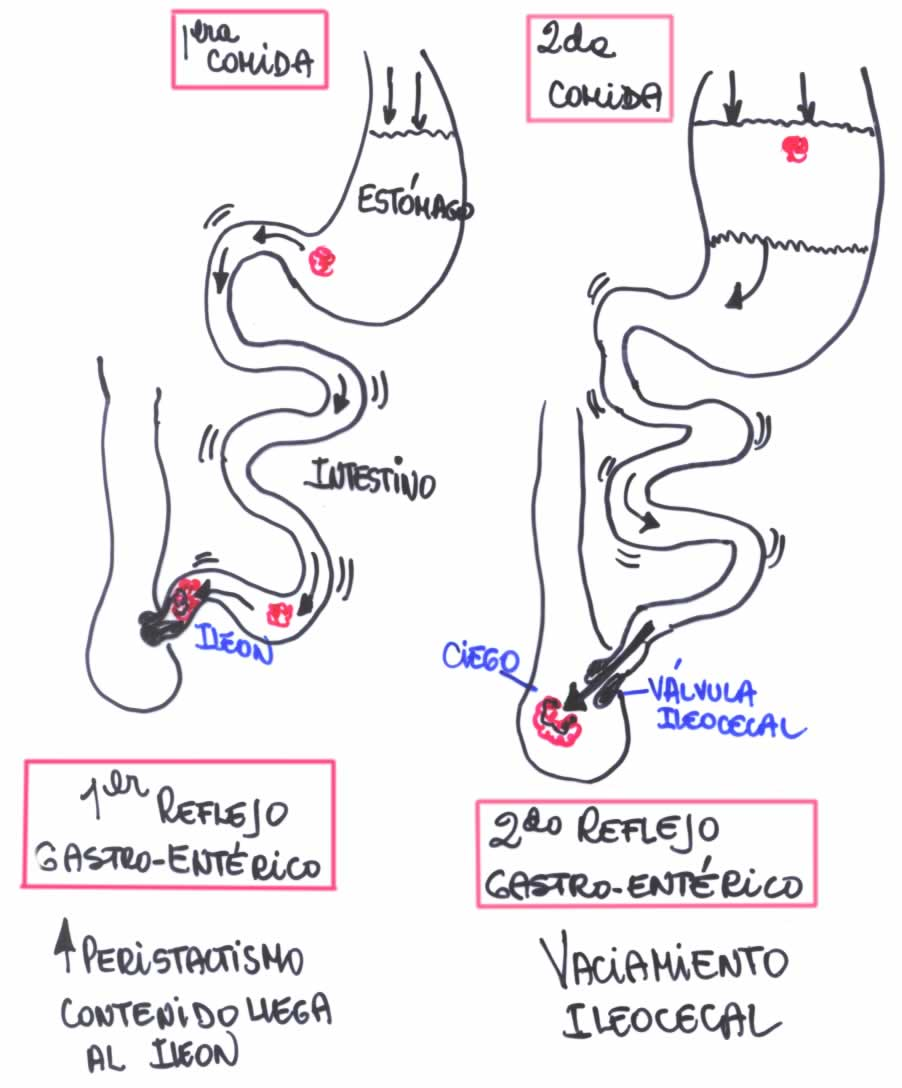 1era
COMIDA
ESTÓMAGO
INTESTINO
ILEON
1er REFLEJO
GASTRO-ENTÉRICO
↑ PERISTALTISMO
CONTENIDO LLEGA
AL ILEON
2da
COMIDA
CIEGO
VÁLVULA
ILEOCECAL
2do REFLEJO
GASTRO-ENTÉRICO
VACIAMIENTO
ILEOCECAL